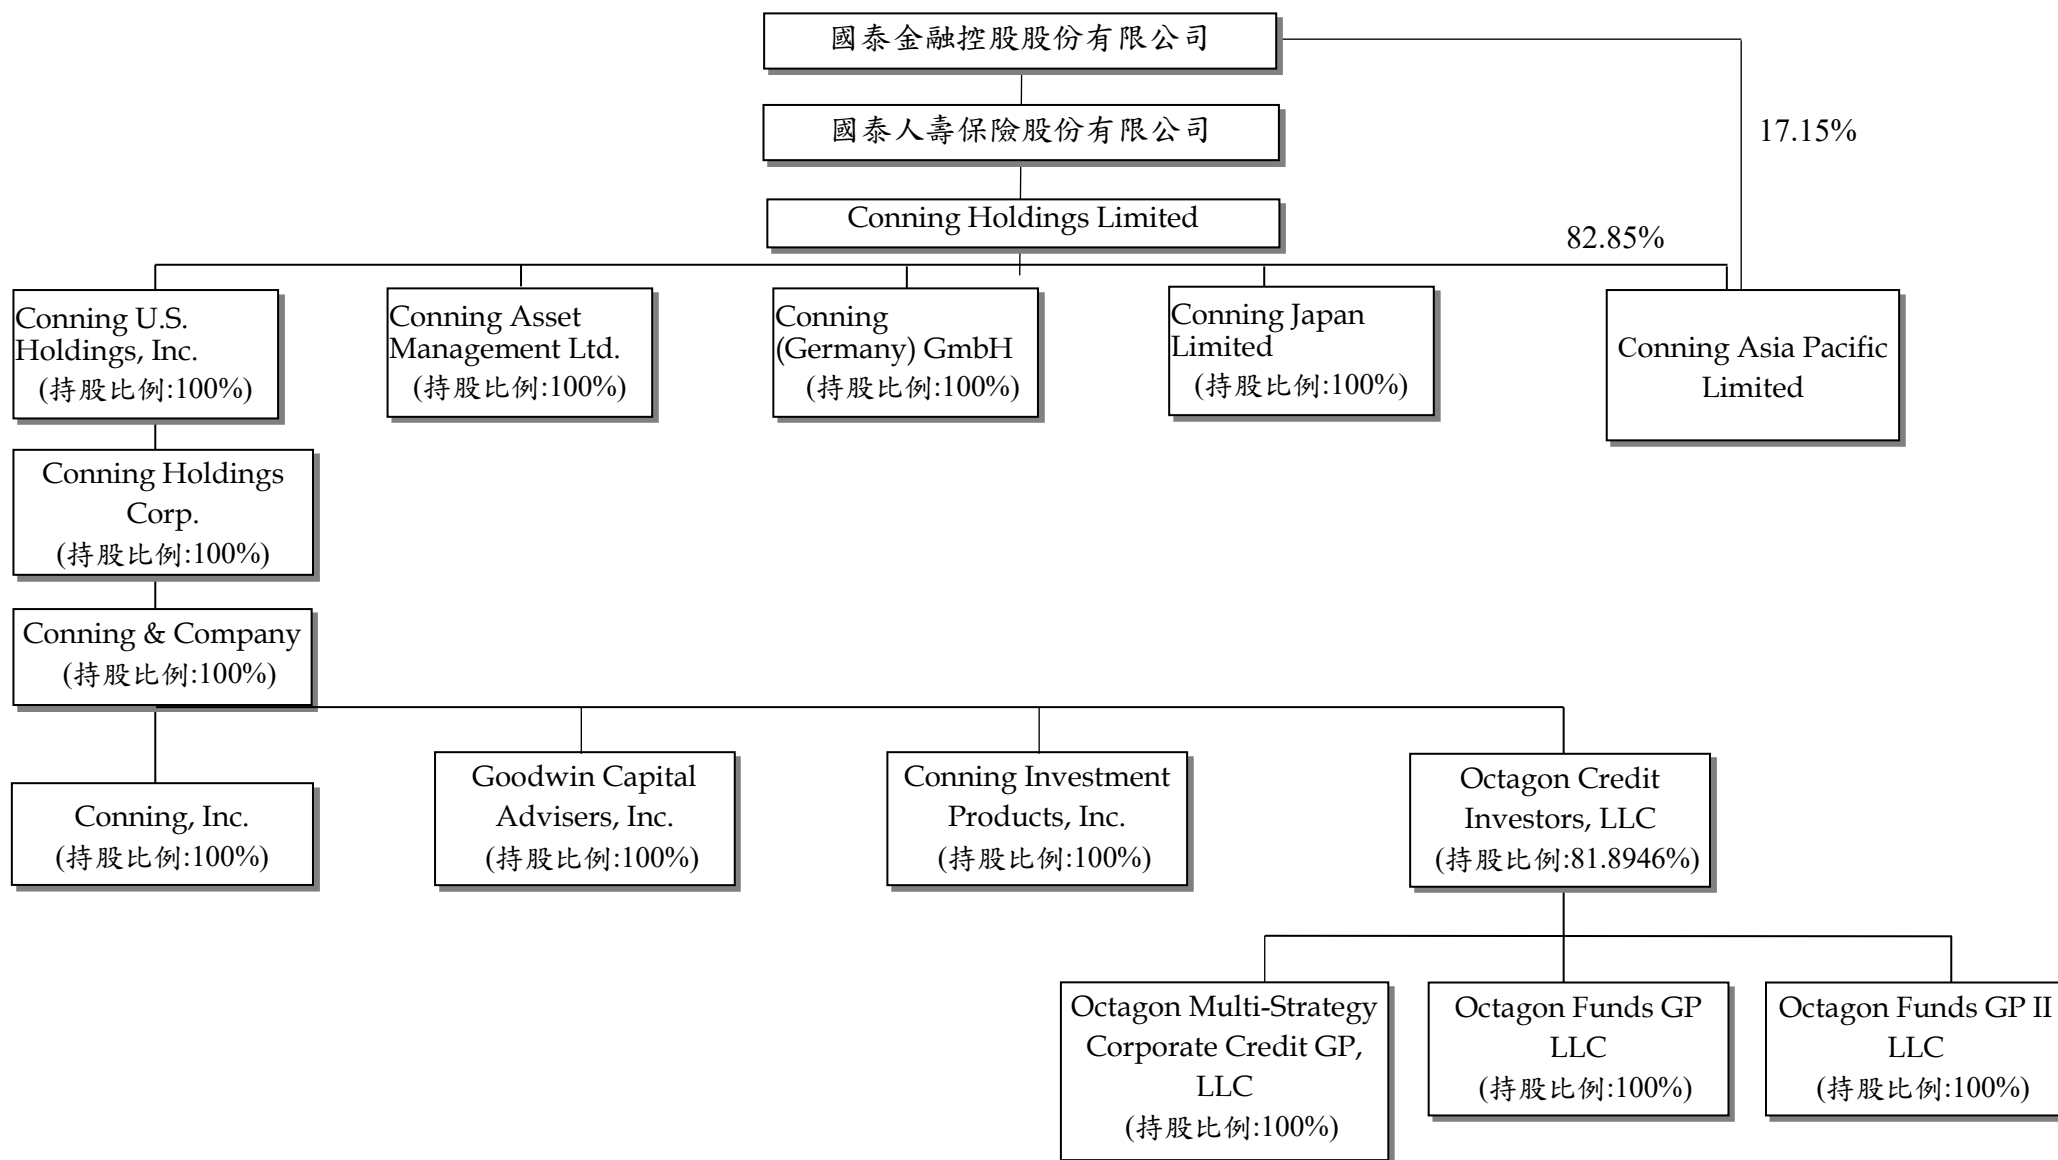 國泰金融控股股份有限公司
國泰人壽保險股份有限公司
17.15%
Conning Holdings Limited
82.85%
Conning U.S.
Holdings, Inc.
(持股比例:100%)
Conning Asset
Management Ltd.
(持股比例:100%)
Conning
(Germany) GmbH
(持股比例:100%)
Conning Japan
Limited
(持股比例:100%)
Conning Asia Pacific
Limited
Conning Holdings
Corp.
(持股比例:100%)
Conning & Company
(持股比例:100%)
Conning, Inc.
(持股比例:100%)
Goodwin Capital
Advisers, Inc.
(持股比例:100%)
Conning Investment
Products, Inc.
(持股比例:100%)
Octagon Credit
Investors, LLC
(持股比例:81.8946%)
Octagon Multi-Strategy
Corporate Credit GP,
LLC
(持股比例:100%)
Octagon Funds GP
LLC
(持股比例:100%)
Octagon Funds GP II
LLC
(持股比例:100%)